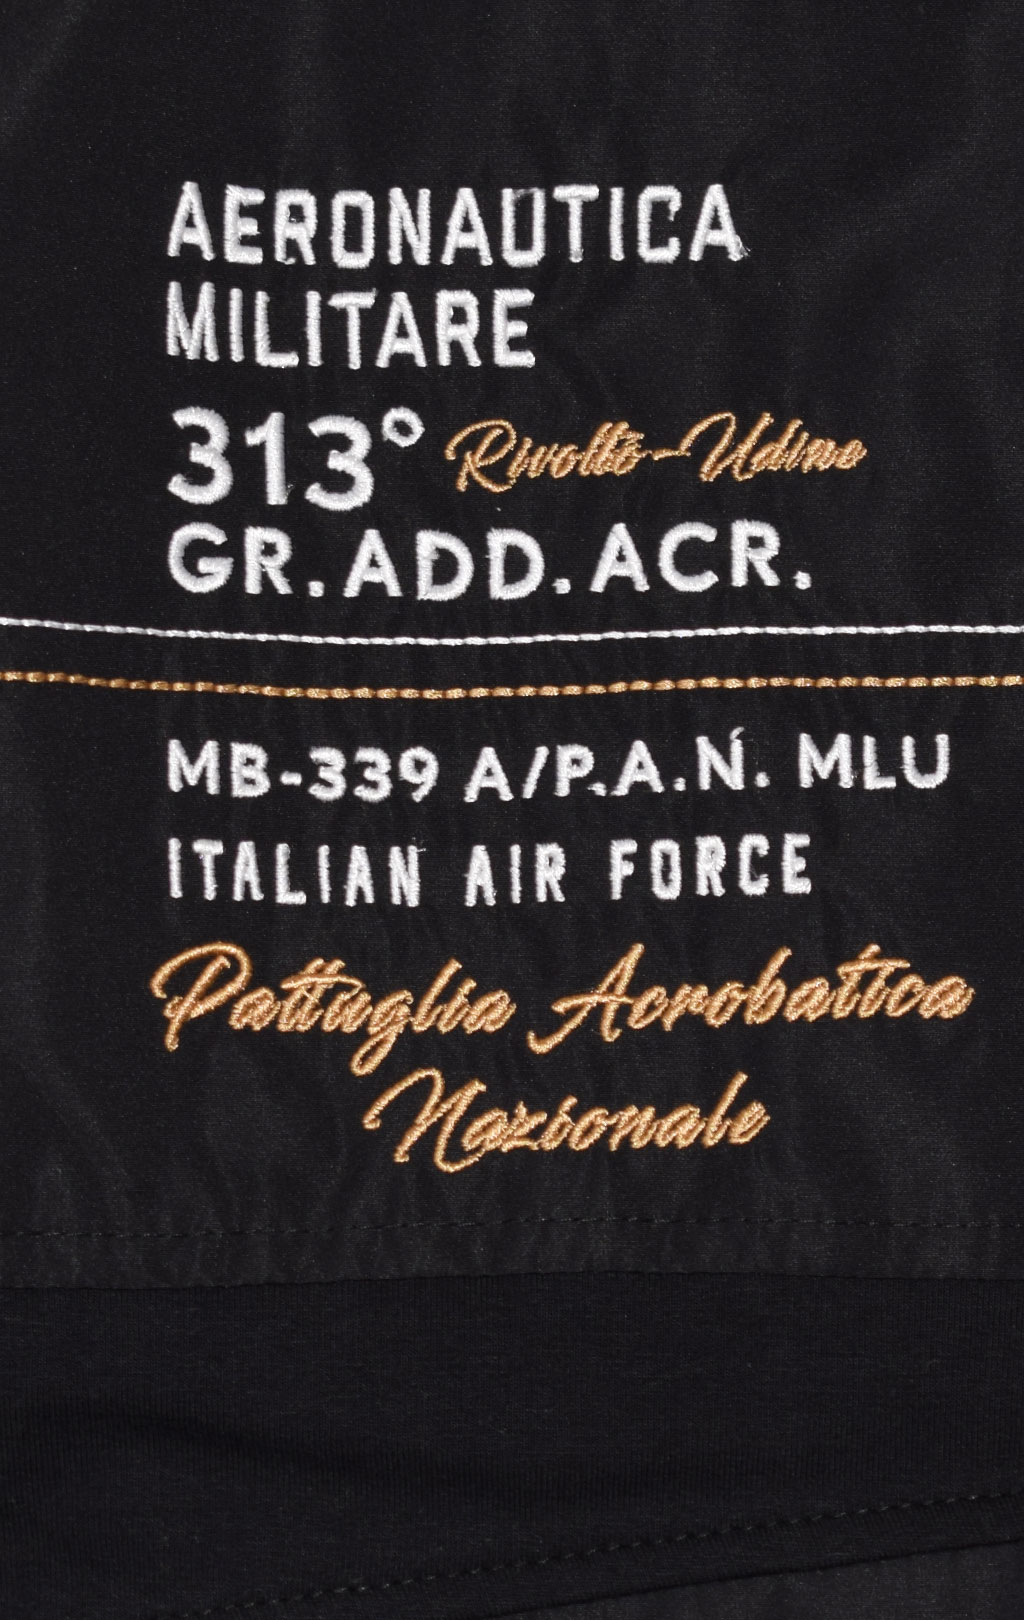 AERONAUTICA
MILITARE
313° Rivolto-Udine
GR. ADD. ACR.
MB-339 A/P.A.N. MLU
ITALIAN AIR FORCE
Pattuglia Acrobatica
Nazionale